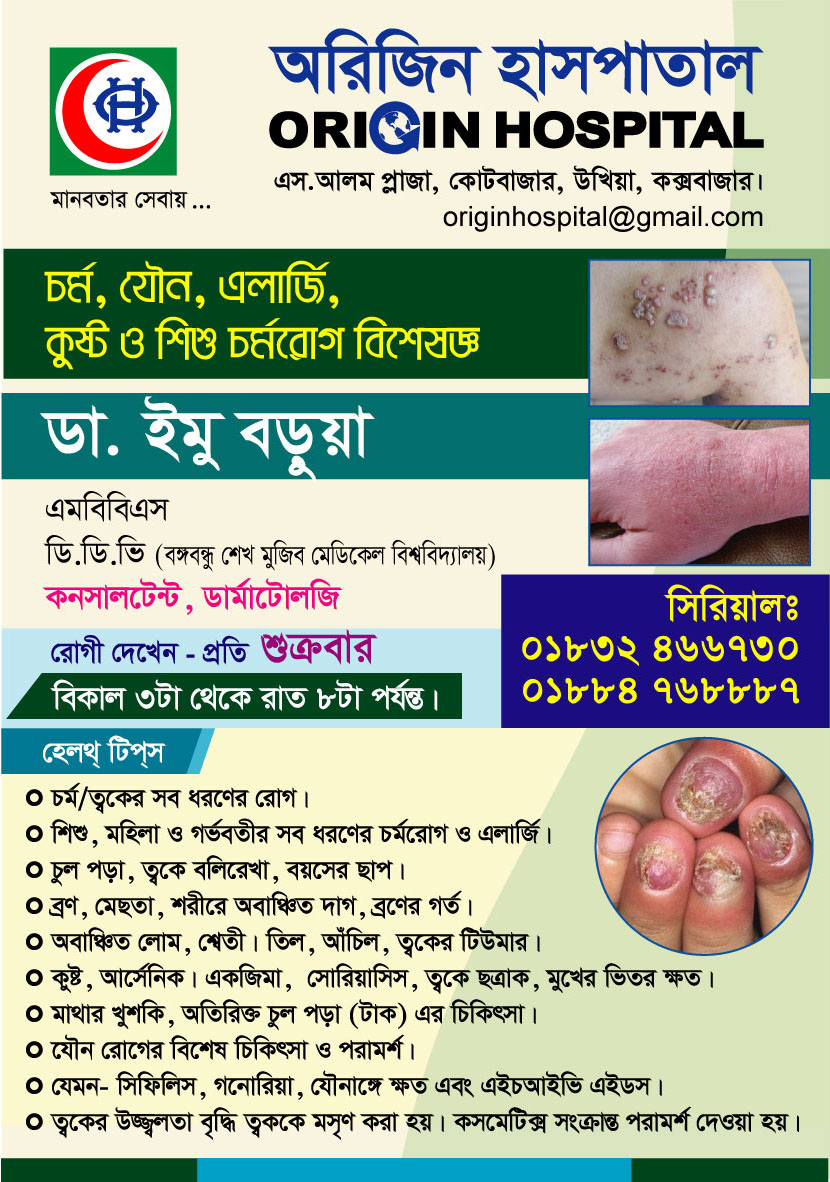 অরিজিন হাসপাতাল
ORIGIN HOSPITAL
মানবতার সেবায় ...
এস.আলম প্লাজা, কোটবাজার, উখিয়া, কক্সবাজার।
originhospital@gmail.com
চর্ম, যৌন, এলার্জি,
কুষ্ট ও শিশু চর্মরোগ বিশেষজ্ঞ
ডা. ইমু বড়ুয়া
এমবিবিএস
ডি.ডি.ভি (বঙ্গবন্ধু শেখ মুজিব মেডিকেল বিশ্ববিদ্যালয়)
কনসালটেন্ট, ডার্মাটোলজি
রোগী দেখেন - প্রতি শুক্রবার
বিকাল ৩টা থেকে রাত ৮টা পর্যন্ত।
সিরিয়ালঃ
০১৮৩২ ৪৬৬৭৩০
০১৮৮৪ ৭৬৮৮৮৭
হেলথ্ টিপ্‌স
চর্ম/ত্বকের সব ধরণের রোগ।
শিশু, মহিলা ও গর্ভবতীর সব ধরণের চর্মরোগ ও এলার্জি।
চুল পড়া, ত্বকে বলিরেখা, বয়সের ছাপ।
ব্রণ, মেছতা, শরীরে অবাঞ্চিত দাগ, ব্রণের গর্ত।
অবাঞ্চিত লোম, শ্বেতী। তিল, আঁচিল, ত্বকের টিউমার।
কুষ্ট, আর্সেনিক। একজিমা, সোরিয়াসিস, ত্বকে ছত্রাক, মুখের ভিতর ক্ষত।
মাথার খুশকি, অতিরিক্ত চুল পড়া (টাক) এর চিকিৎসা।
যৌন রোগের বিশেষ চিকিৎসা ও পরামর্শ।
যেমন- সিফিলিস, গনোরিয়া, যৌনাঙ্গে ক্ষত এবং এইচআইভি এইডস।
ত্বকের উজ্জ্বলতা বৃদ্ধি ত্বককে মসৃণ করা হয়। কসমেটিক্স সংক্রান্ত পরামর্শ দেওয়া হয়।